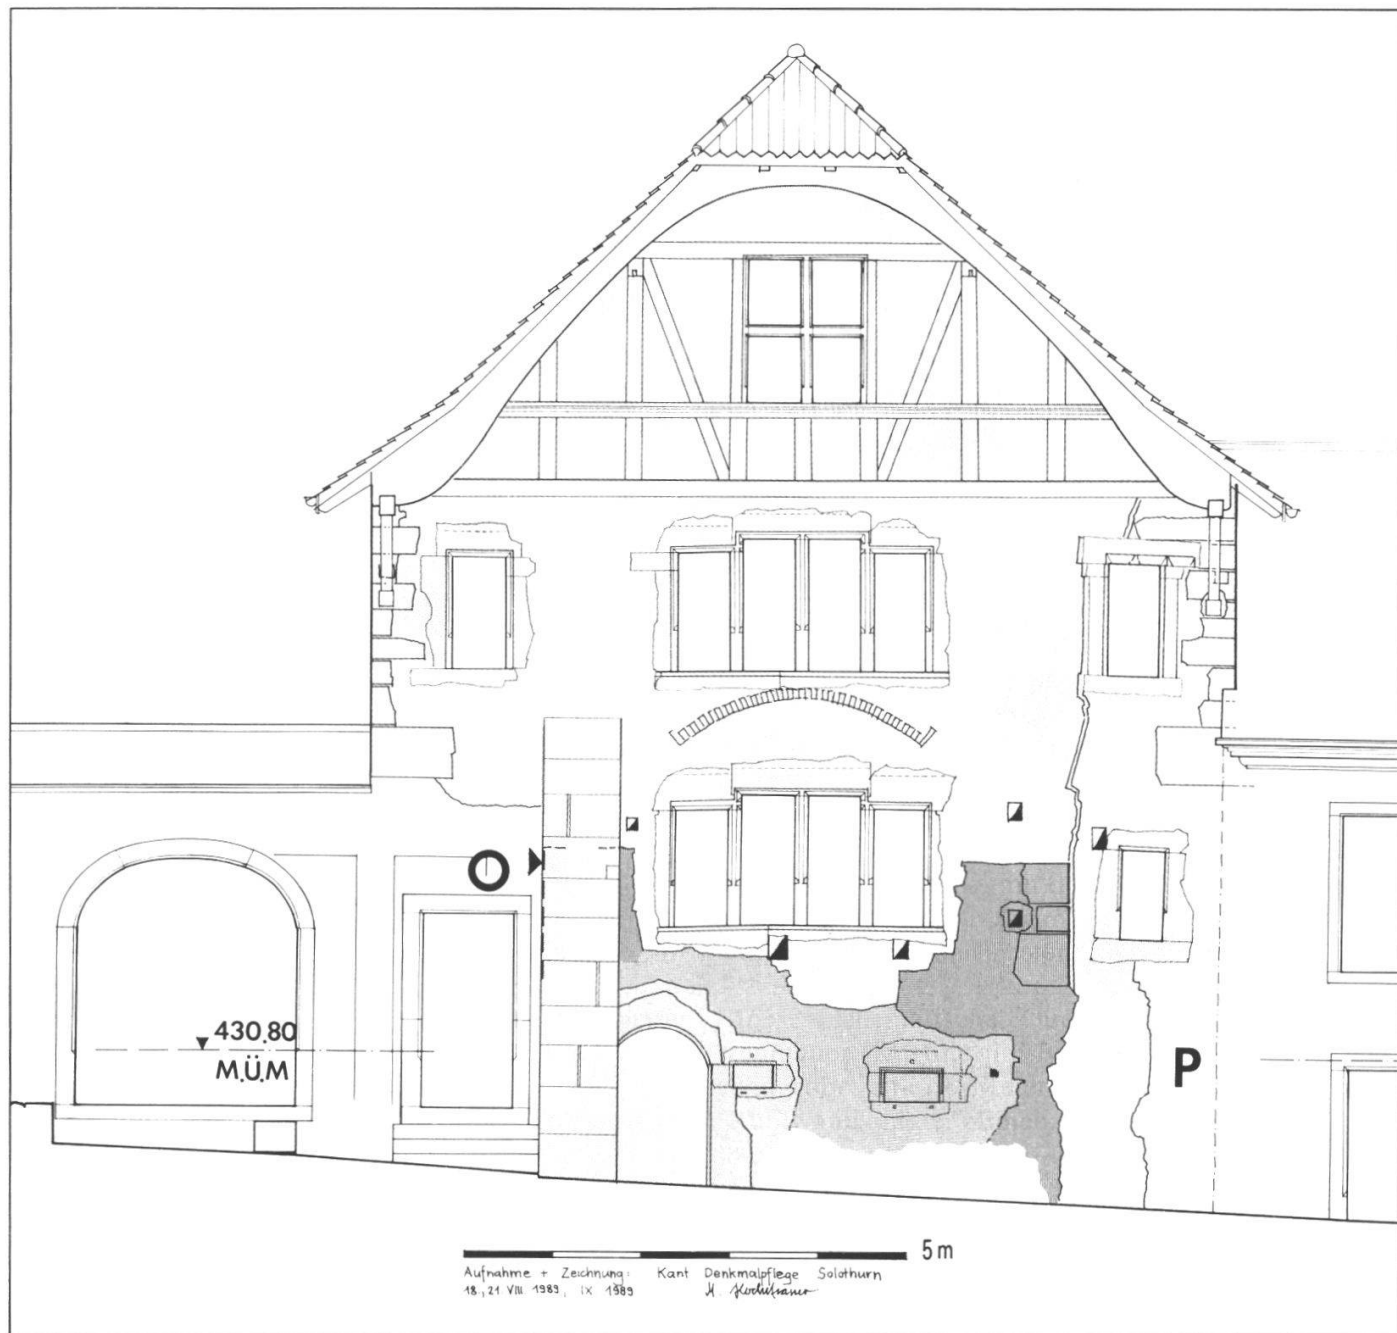 O
430.80
M.Ü.M
P
5 m
Aufnahme + Zeichnung: Kant Denkmalpflege Solothurn
18., 21 VIII 1989, IX 1989